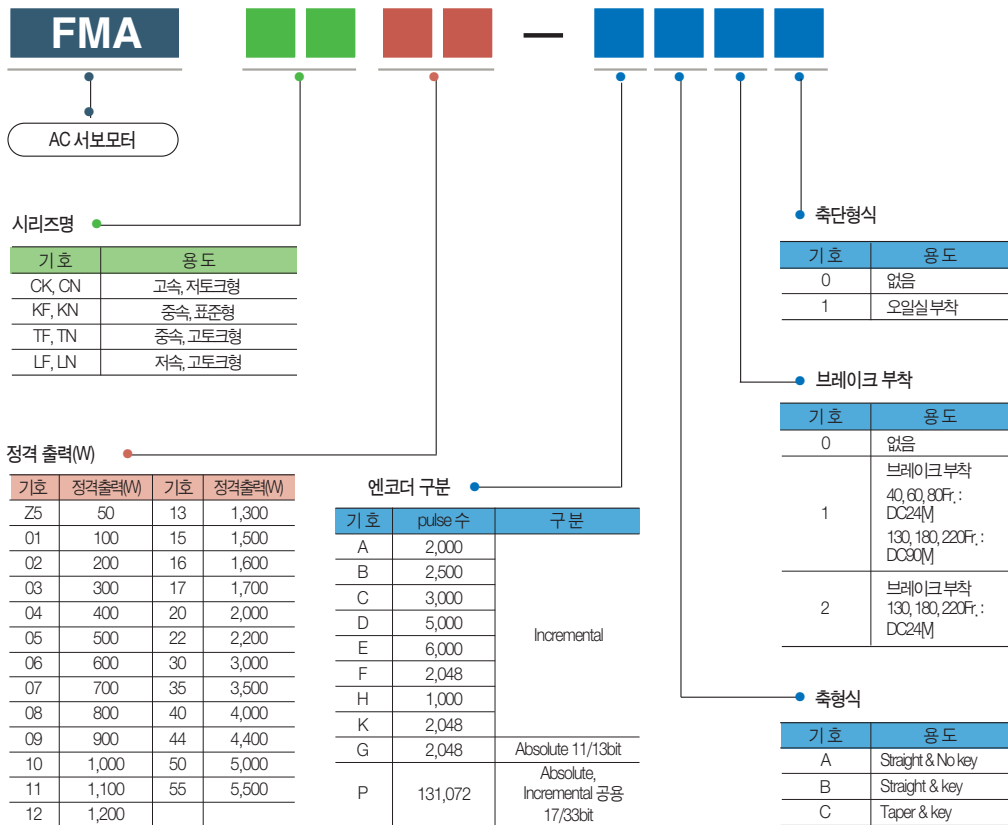 FMA
AC 서보모터
시리즈명
기호 용도
CK, CN 고속, 저토크형
KF, KN 중속, 표준형
TF, TN 중속, 고토크형
LF, LN 저속, 고토크형
정격 출력(W)
기호 정격출력(W) 기호 정격출력(W)
Z5 50 13 1,300
01 100 15 1,500
02 200 16 1,600
03 300 17 1,700
04 400 20 2,000
05 500 22 2,200
06 600 30 3,000
07 700 35 3,500
08 800 40 4,000
09 900 44 4,400
10 1,000 50 5,000
11 1,100 55 5,500
12 1,200
엔코더 구분
기호 pulse 수 구분
A 2,000
B 2,500
C 3,000
D 5,000
E 6,000
F 2,048
H 1,000
K 2,048
Incremental
G 2,048 Absolute 11/13bit
P 131,072 Absolute,
Incremental 공용
17/33bit
축단형식
기호 용도
0 없음
1 오일실 부착
브레이크 부착
기호 용도
0 없음
1 브레이크 부착
40, 60, 80Fr, :
DC24[V]
130, 180, 220Fr, :
DC90[V]
2 브레이크 부착
130, 180, 220Fr, :
DC24[V]
축형식
기호 용도
A Straight & No key
B Straight & key
C Taper & key